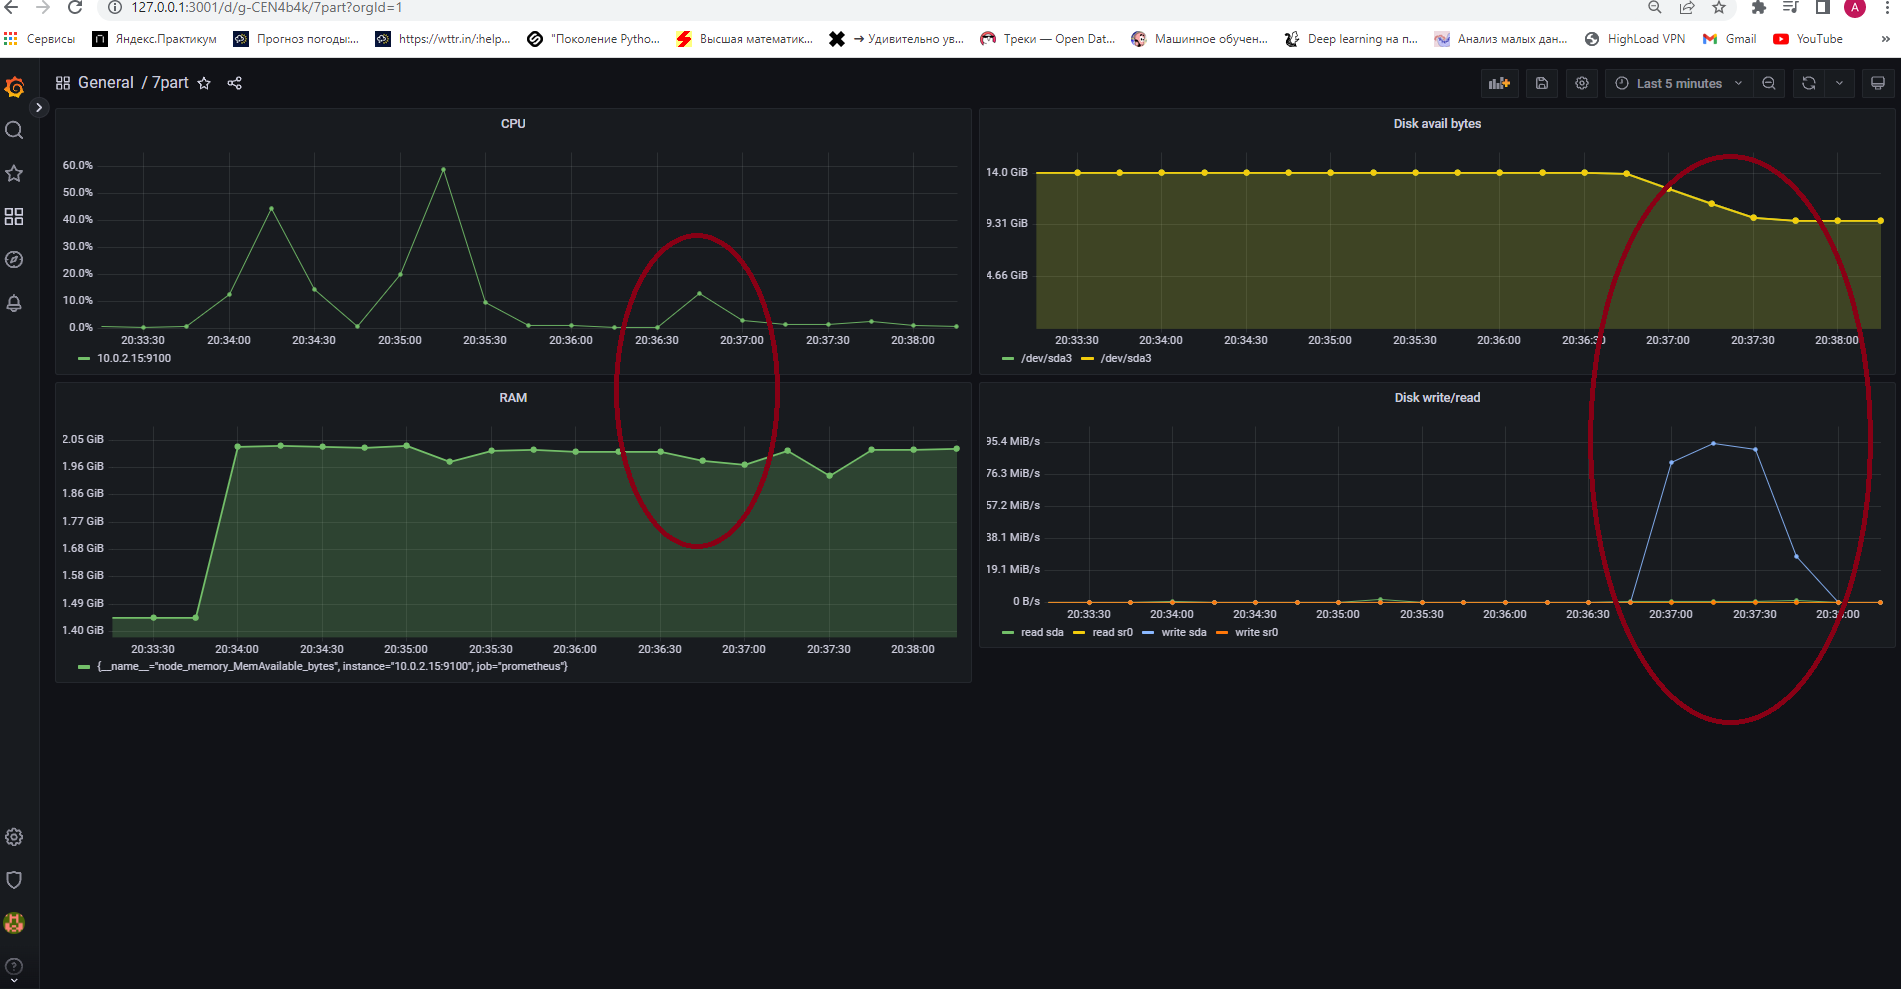 127.0.0.1:3001/d/g-CEN4b4k/7part?orgId=1
A
Сервисы
Яндекс.Практикум
Прогноз погоды:...
https://wttr.in/:help...
"Поколение Pytho...
Высшая математик...
→ Удивительно ув...
Треки — Open Dat...
Машинное обучен...
Deep learning на п...
Анализ малых дан...
HighLoad VPN
Gmail
YouTube
»
General / 7part
Last 5 minutes
CPU
60.0%
50.0%
40.0%
30.0%
20.0%
10.0%
0.0%
20:33:30 20:34:00 20:34:30 20:35:00 20:35:30 20:36:00 20:36:30 20:37:00 20:37:30 20:38:00
10.0.2.15:9100
Disk avail bytes
14.0 GiB
9.31 GiB
4.66 GiB
20:33:30 20:34:00 20:34:30 20:35:00 20:35:30 20:36:00 20:36:30 20:37:00 20:37:30 20:38:00
/dev/sda3 /dev/sda3
RAM
2.05 GiB
1.96 GiB
1.86 GiB
1.77 GiB
1.68 GiB
1.58 GiB
1.49 GiB
1.40 GiB
20:33:30 20:34:00 20:34:30 20:35:00 20:35:30 20:36:00 20:36:30 20:37:00 20:37:30 20:38:00
{__name__="node_memory_MemAvailable_bytes", instance="10.0.2.15:9100", job="prometheus"}
Disk write/read
95.4 MiB/s
76.3 MiB/s
57.2 MiB/s
38.1 MiB/s
19.1 MiB/s
0 B/s
20:33:30 20:34:00 20:34:30 20:35:00 20:35:30 20:36:00 20:36:30 20:37:00 20:37:30 20:38:00
read sda read sr0 write sda write sr0